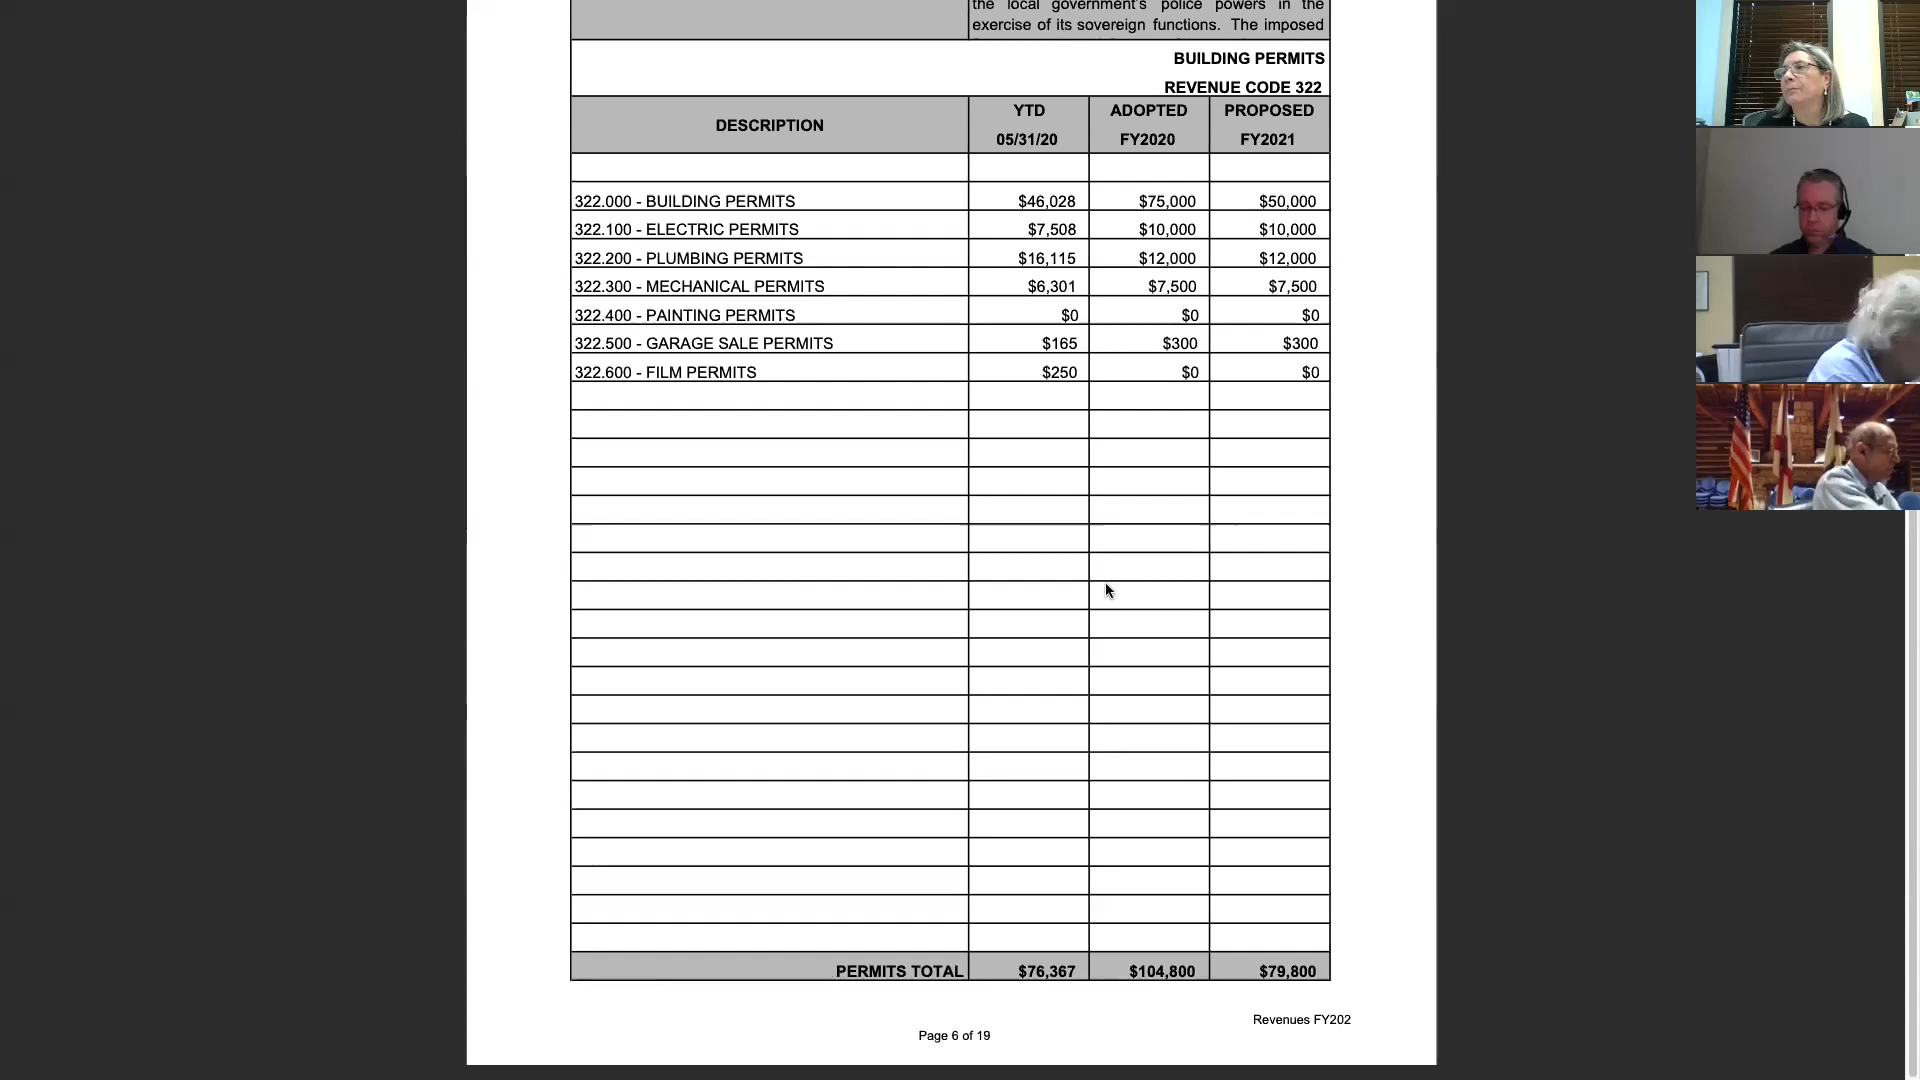 the local government's police powers in the
exercise of its sovereign functions. The imposed
BUILDING PERMITS
REVENUE CODE 322
DESCRIPTION YTD 05/31/20 ADOPTED FY2020 PROPOSED FY2021
322.000 - BUILDING PERMITS $46,028 $75,000 $50,000
322.100 - ELECTRIC PERMITS $7,508 $10,000 $10,000
322.200 - PLUMBING PERMITS $16,115 $12,000 $12,000
322.300 - MECHANICAL PERMITS $6,301 $7,500 $7,500
322.400 - PAINTING PERMITS $0 $0 $0
322.500 - GARAGE SALE PERMITS $165 $300 $300
322.600 - FILM PERMITS $250 $0 $0
PERMITS TOTAL $76,367 $104,800 $79,800
Revenues FY202
Page 6 of 19